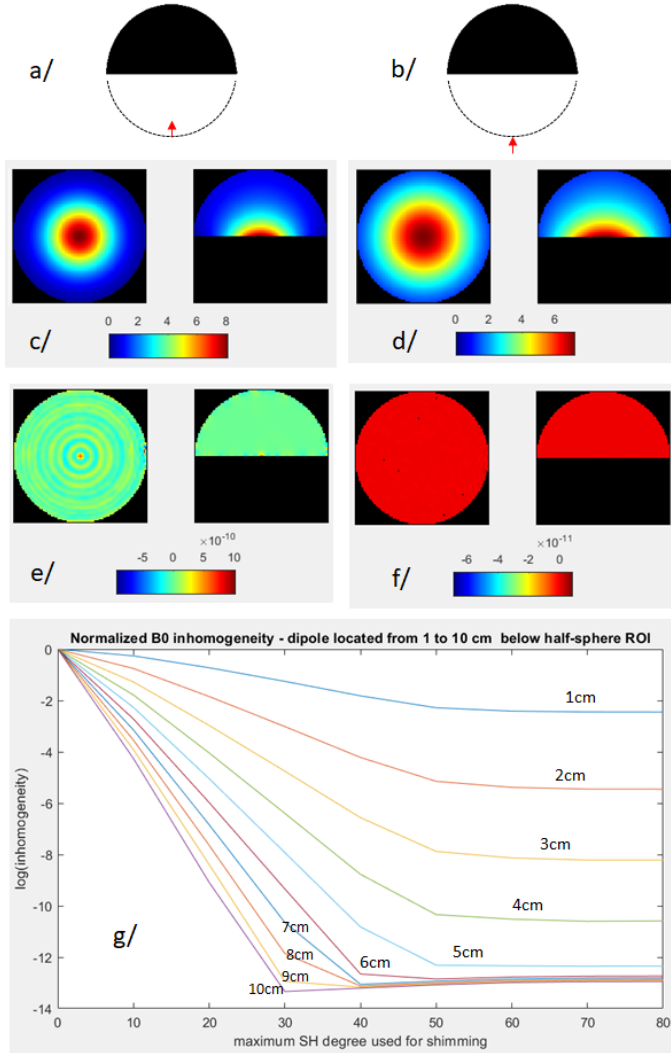 a/
b/
0 2 4 6 8
c/
0 2 4 6
d/
×10-10
-5 0 5 10
e/
×10-11
-6 -4 -2 0
f/
Normalized B0 inhomogeneity - dipole located from 1 to 10 cm below half-sphere ROI
0
-2
-4
-6
-8
-10
-12
-14
log(inhomogeneity)
1cm
2cm
3cm
4cm
5cm
6cm
7cm
8cm
9cm
10cm
g/
0 10 20 30 40 50 60 70 80
maximum SH degree used for shimming